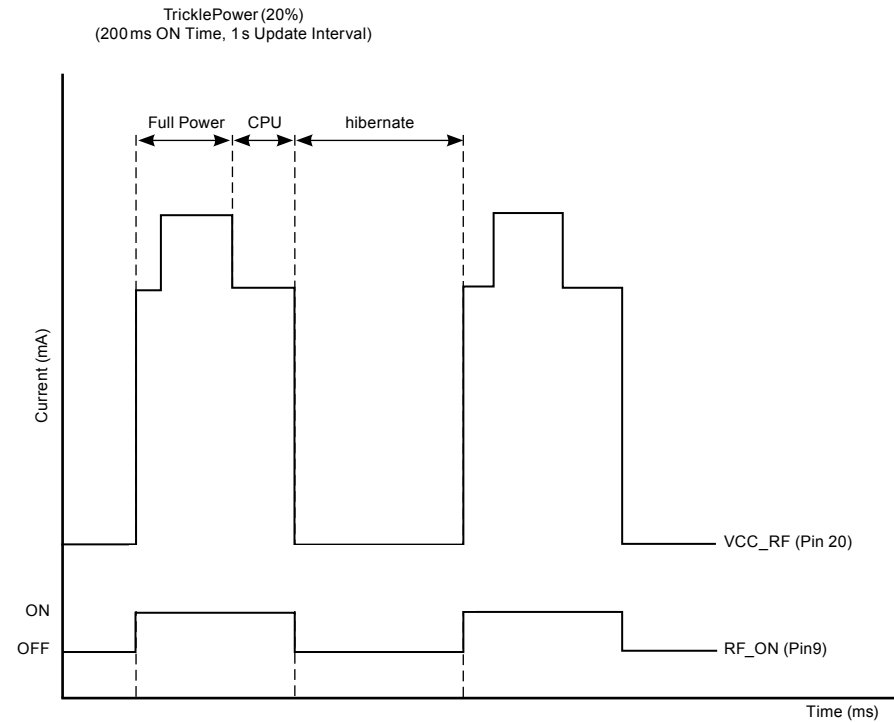 TricklePower (20%)
(200 ms ON Time, 1 s Update Interval)
Full Power
CPU
hibernate
Current (mA)
VCC_RF (Pin 20)
ON
OFF
RF_ON (Pin9)
Time (ms)